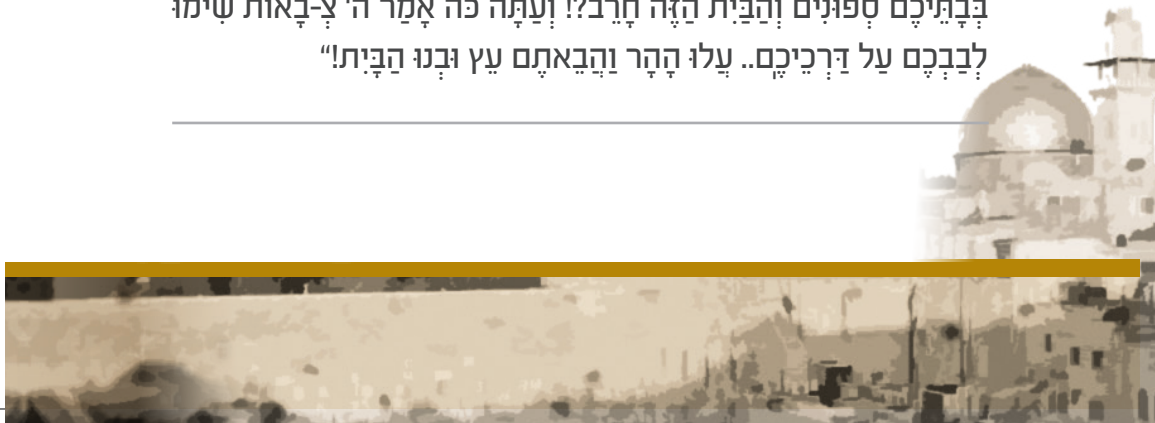 בְּבָתֵּיכֶם סְפוּנִים וְהַבַּיִת הַזֶּה חָרֵב?! וְעַתָּה כֹּה אָמַר ה' צְ-בָאוֹת שִׂימוּ
לְבַבְכֶם עַל דַּרְכֵיכֶם.. עֲלוּ הָהָר וַהֲבֵאתֶם עֵץ וּבְנוּ הַבָּיִת!"